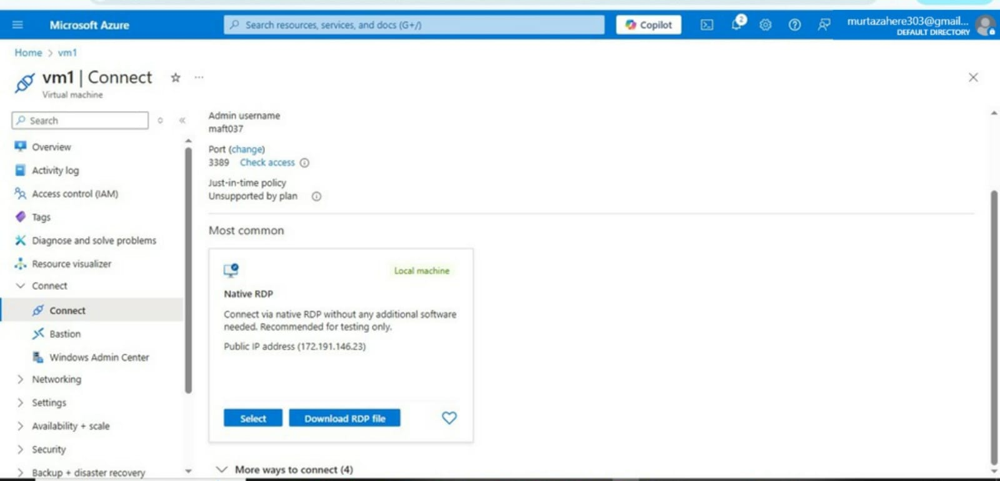 Microsoft Azure
Search resources, services, and docs (G+/)
Copilot
2
murtazahere303@gmail...
DEFAULT DIRECTORY
Home > vm1
vm1 | Connect
Virtual machine
Search
Overview
Activity log
Access control (IAM)
Tags
Diagnose and solve problems
Resource visualizer
Connect
Connect
Bastion
Windows Admin Center
Networking
Settings
Availability + scale
Security
Backup + disaster recovery
Admin username
maft037
Port (change)
3389 Check access
Just-in-time policy
Unsupported by plan
Most common
Local machine
Native RDP
Connect via native RDP without any additional software
needed. Recommended for testing only.
Public IP address (172.191.146.23)
Select
Download RDP file
More ways to connect (4)